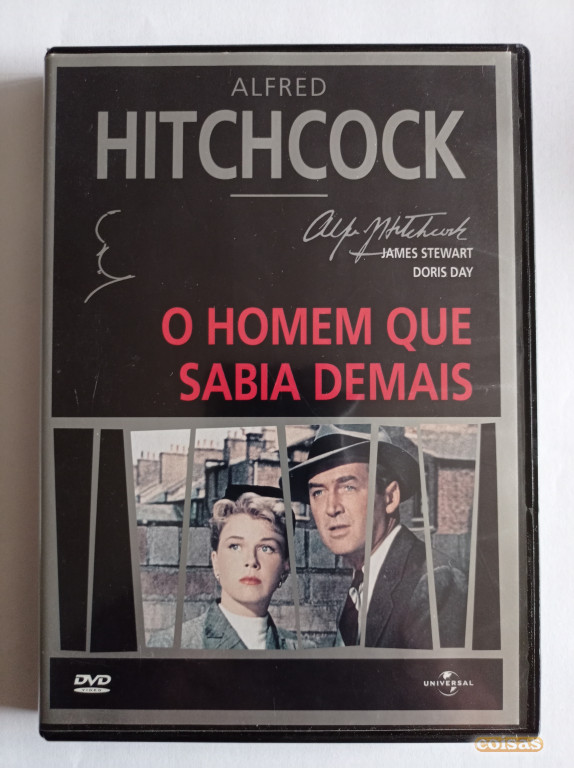 ALFRED
HITCHCOCK
Alfred Hitchcock
JAMES STEWART
DORIS DAY
O HOMEM QUE
SABIA DEMAIS
DVD
VIDEO
UNIVERSAL
coisas